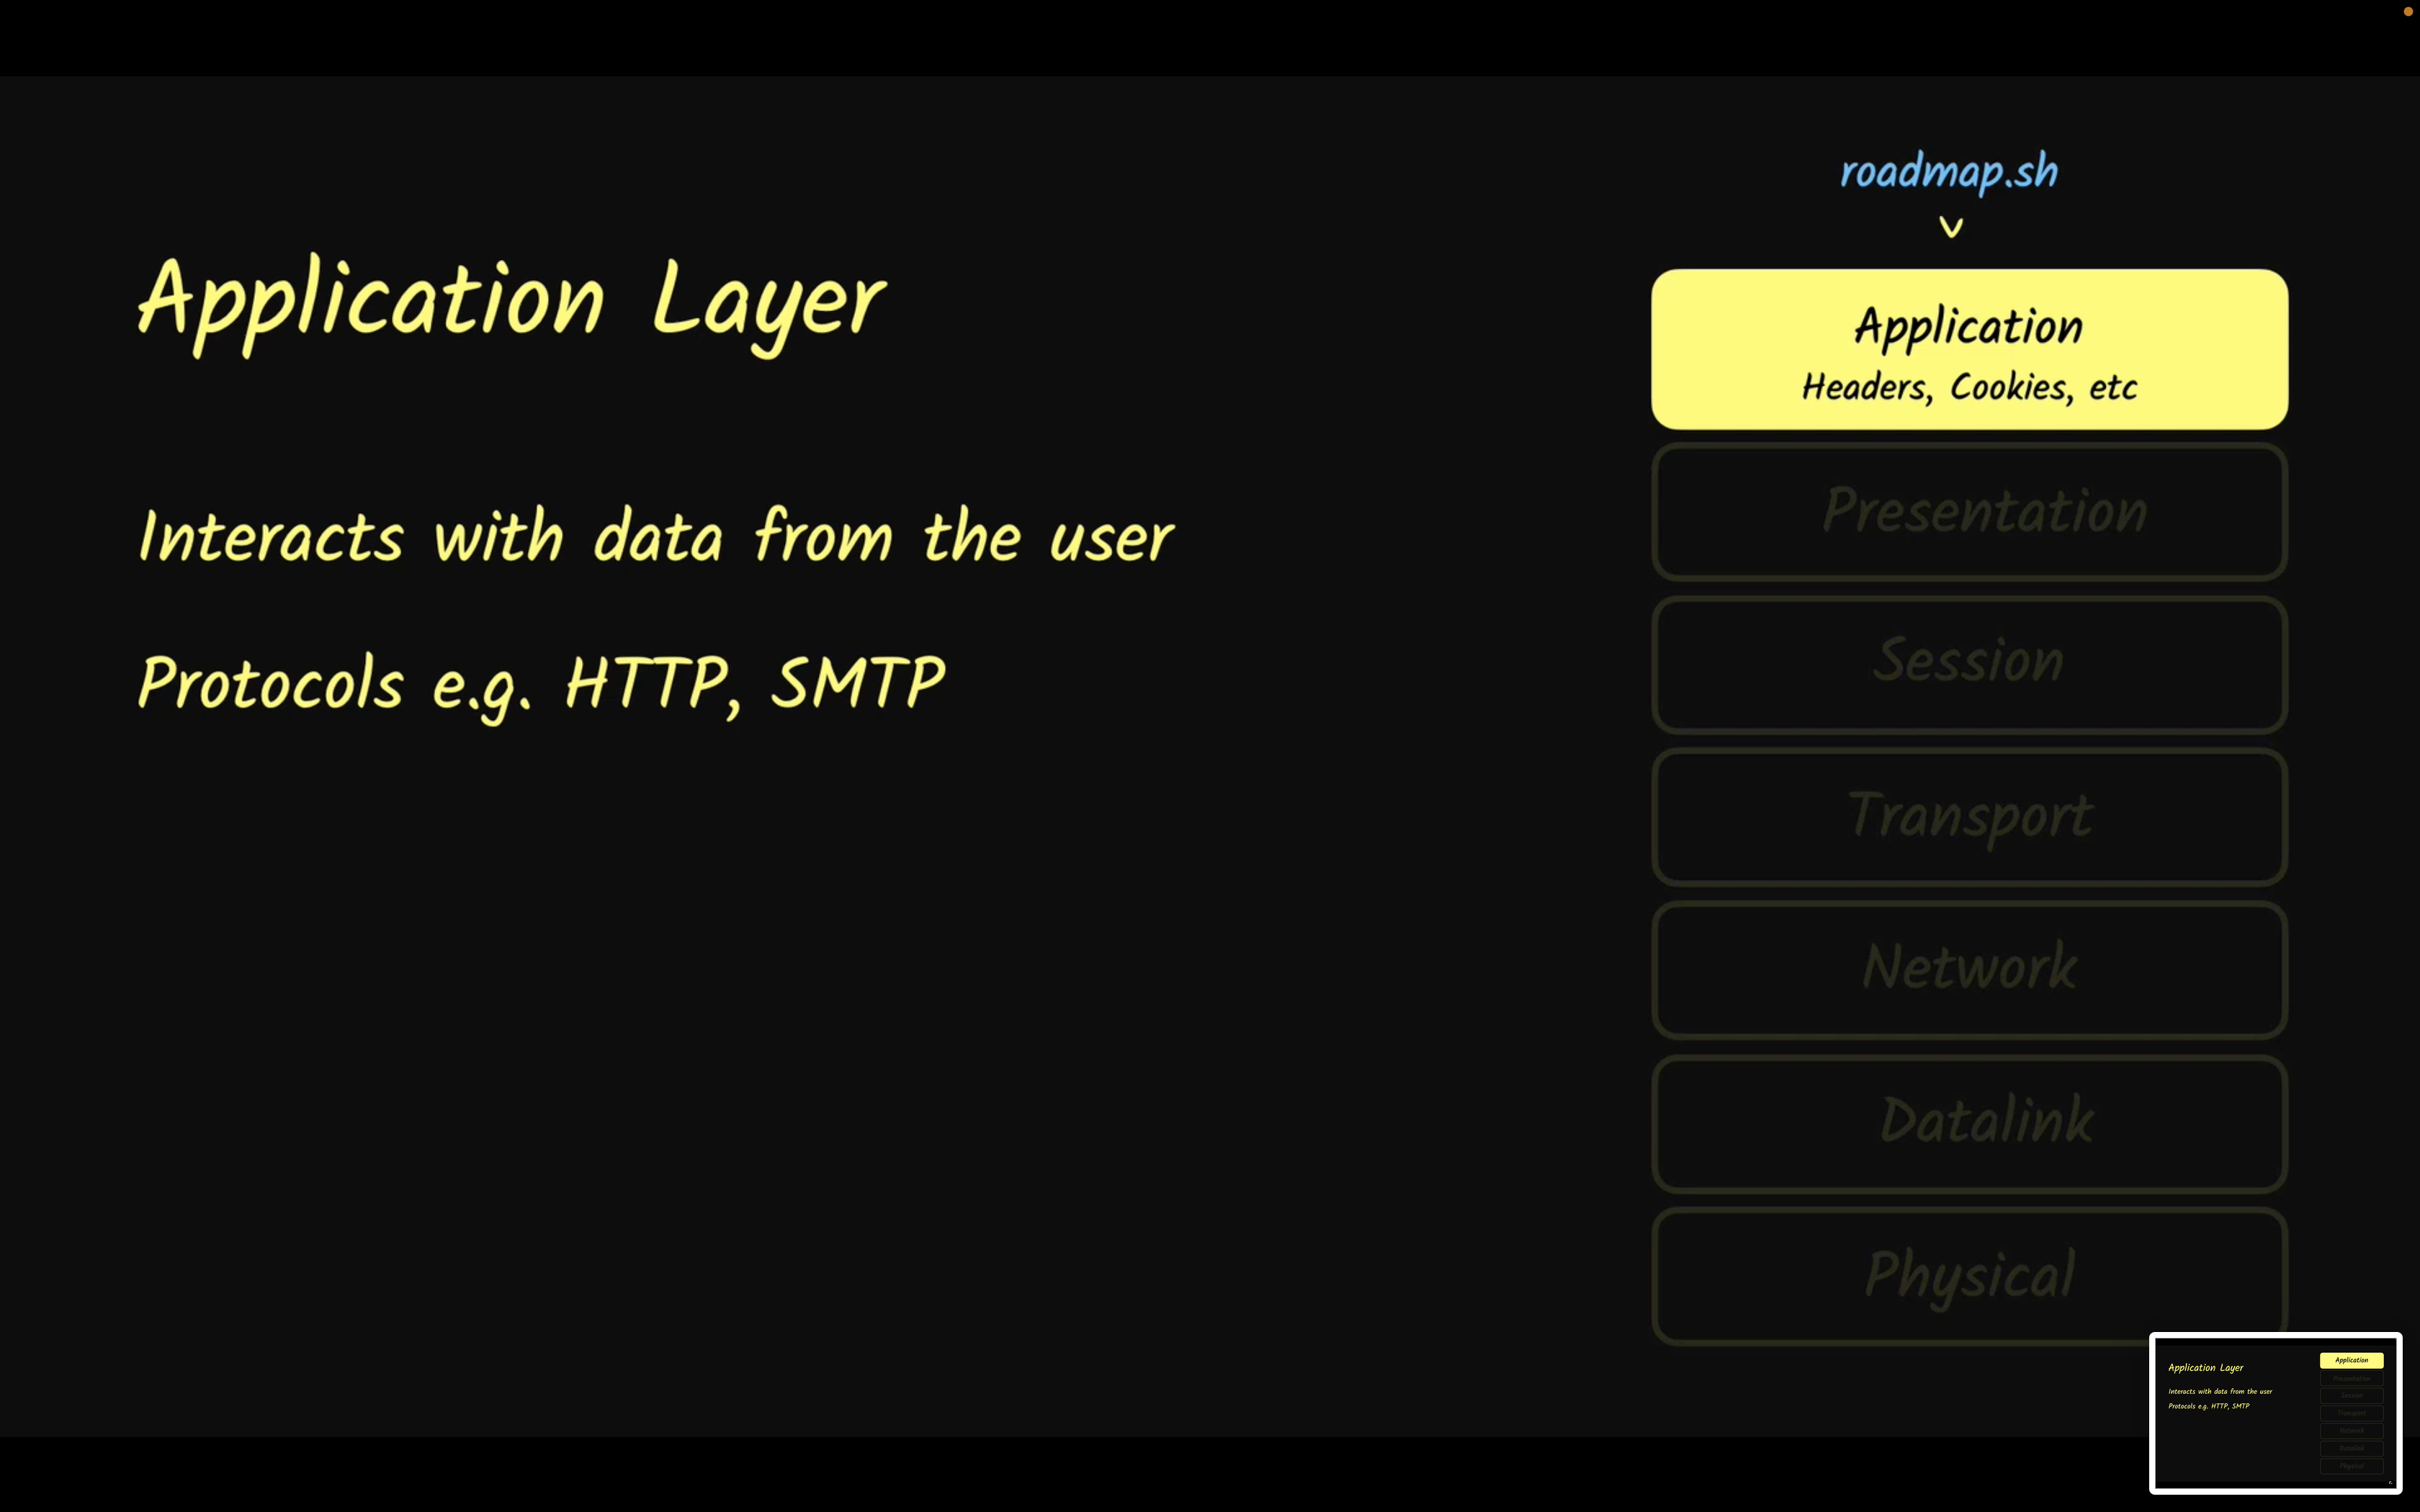 Application Layer
Interacts with data from the user
Protocols e.g. HTTP, SMTP
roadmap.sh
Application
Headers, Cookies, etc
Presentation
Session
Transport
Network
Datalink
Physical
Application Layer
Interacts with data from the user
Protocols e.g. HTTP, SMTP
Application
Presentation
Session
Transport
Network
Datalink
Physical